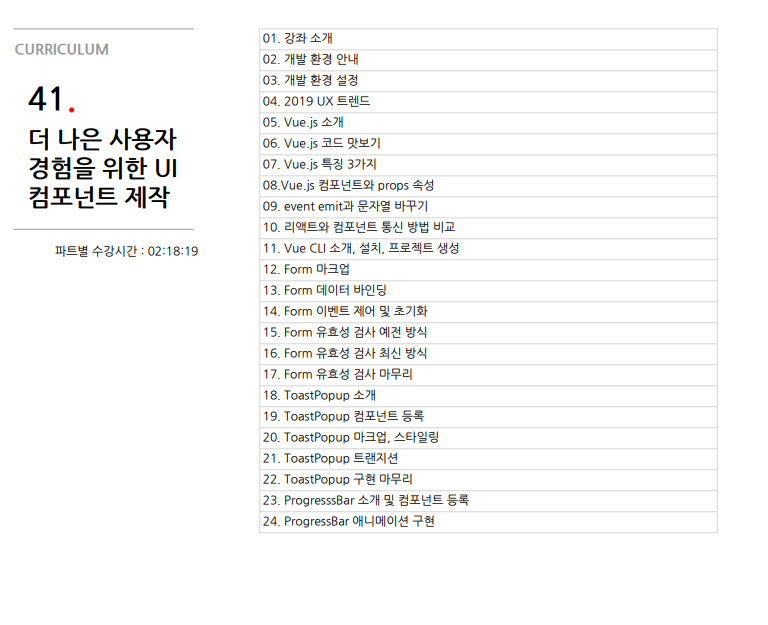 CURRICULUM
41.
더 나은 사용자
경험을 위한 UI
컴포넌트 제작
파트별 수강시간 : 02:18:19
01. 강좌 소개
02. 개발 환경 안내
03. 개발 환경 설정
04. 2019 UX 트렌드
05. Vue.js 소개
06. Vue.js 코드 맛보기
07. Vue.js 특징 3가지
08.Vue.js 컴포넌트와 props 속성
09. event emit과 문자열 바꾸기
10. 리액트와 컴포넌트 통신 방법 비교
11. Vue CLI 소개, 설치, 프로젝트 생성
12. Form 마크업
13. Form 데이터 바인딩
14. Form 이벤트 제어 및 초기화
15. Form 유효성 검사 예전 방식
16. Form 유효성 검사 최신 방식
17. Form 유효성 검사 마무리
18. ToastPopup 소개
19. ToastPopup 컴포넌트 등록
20. ToastPopup 마크업, 스타일링
21. ToastPopup 트랜지션
22. ToastPopup 구현 마무리
23. ProgresssBar 소개 및 컴포넌트 등록
24. ProgressBar 애니메이션 구현